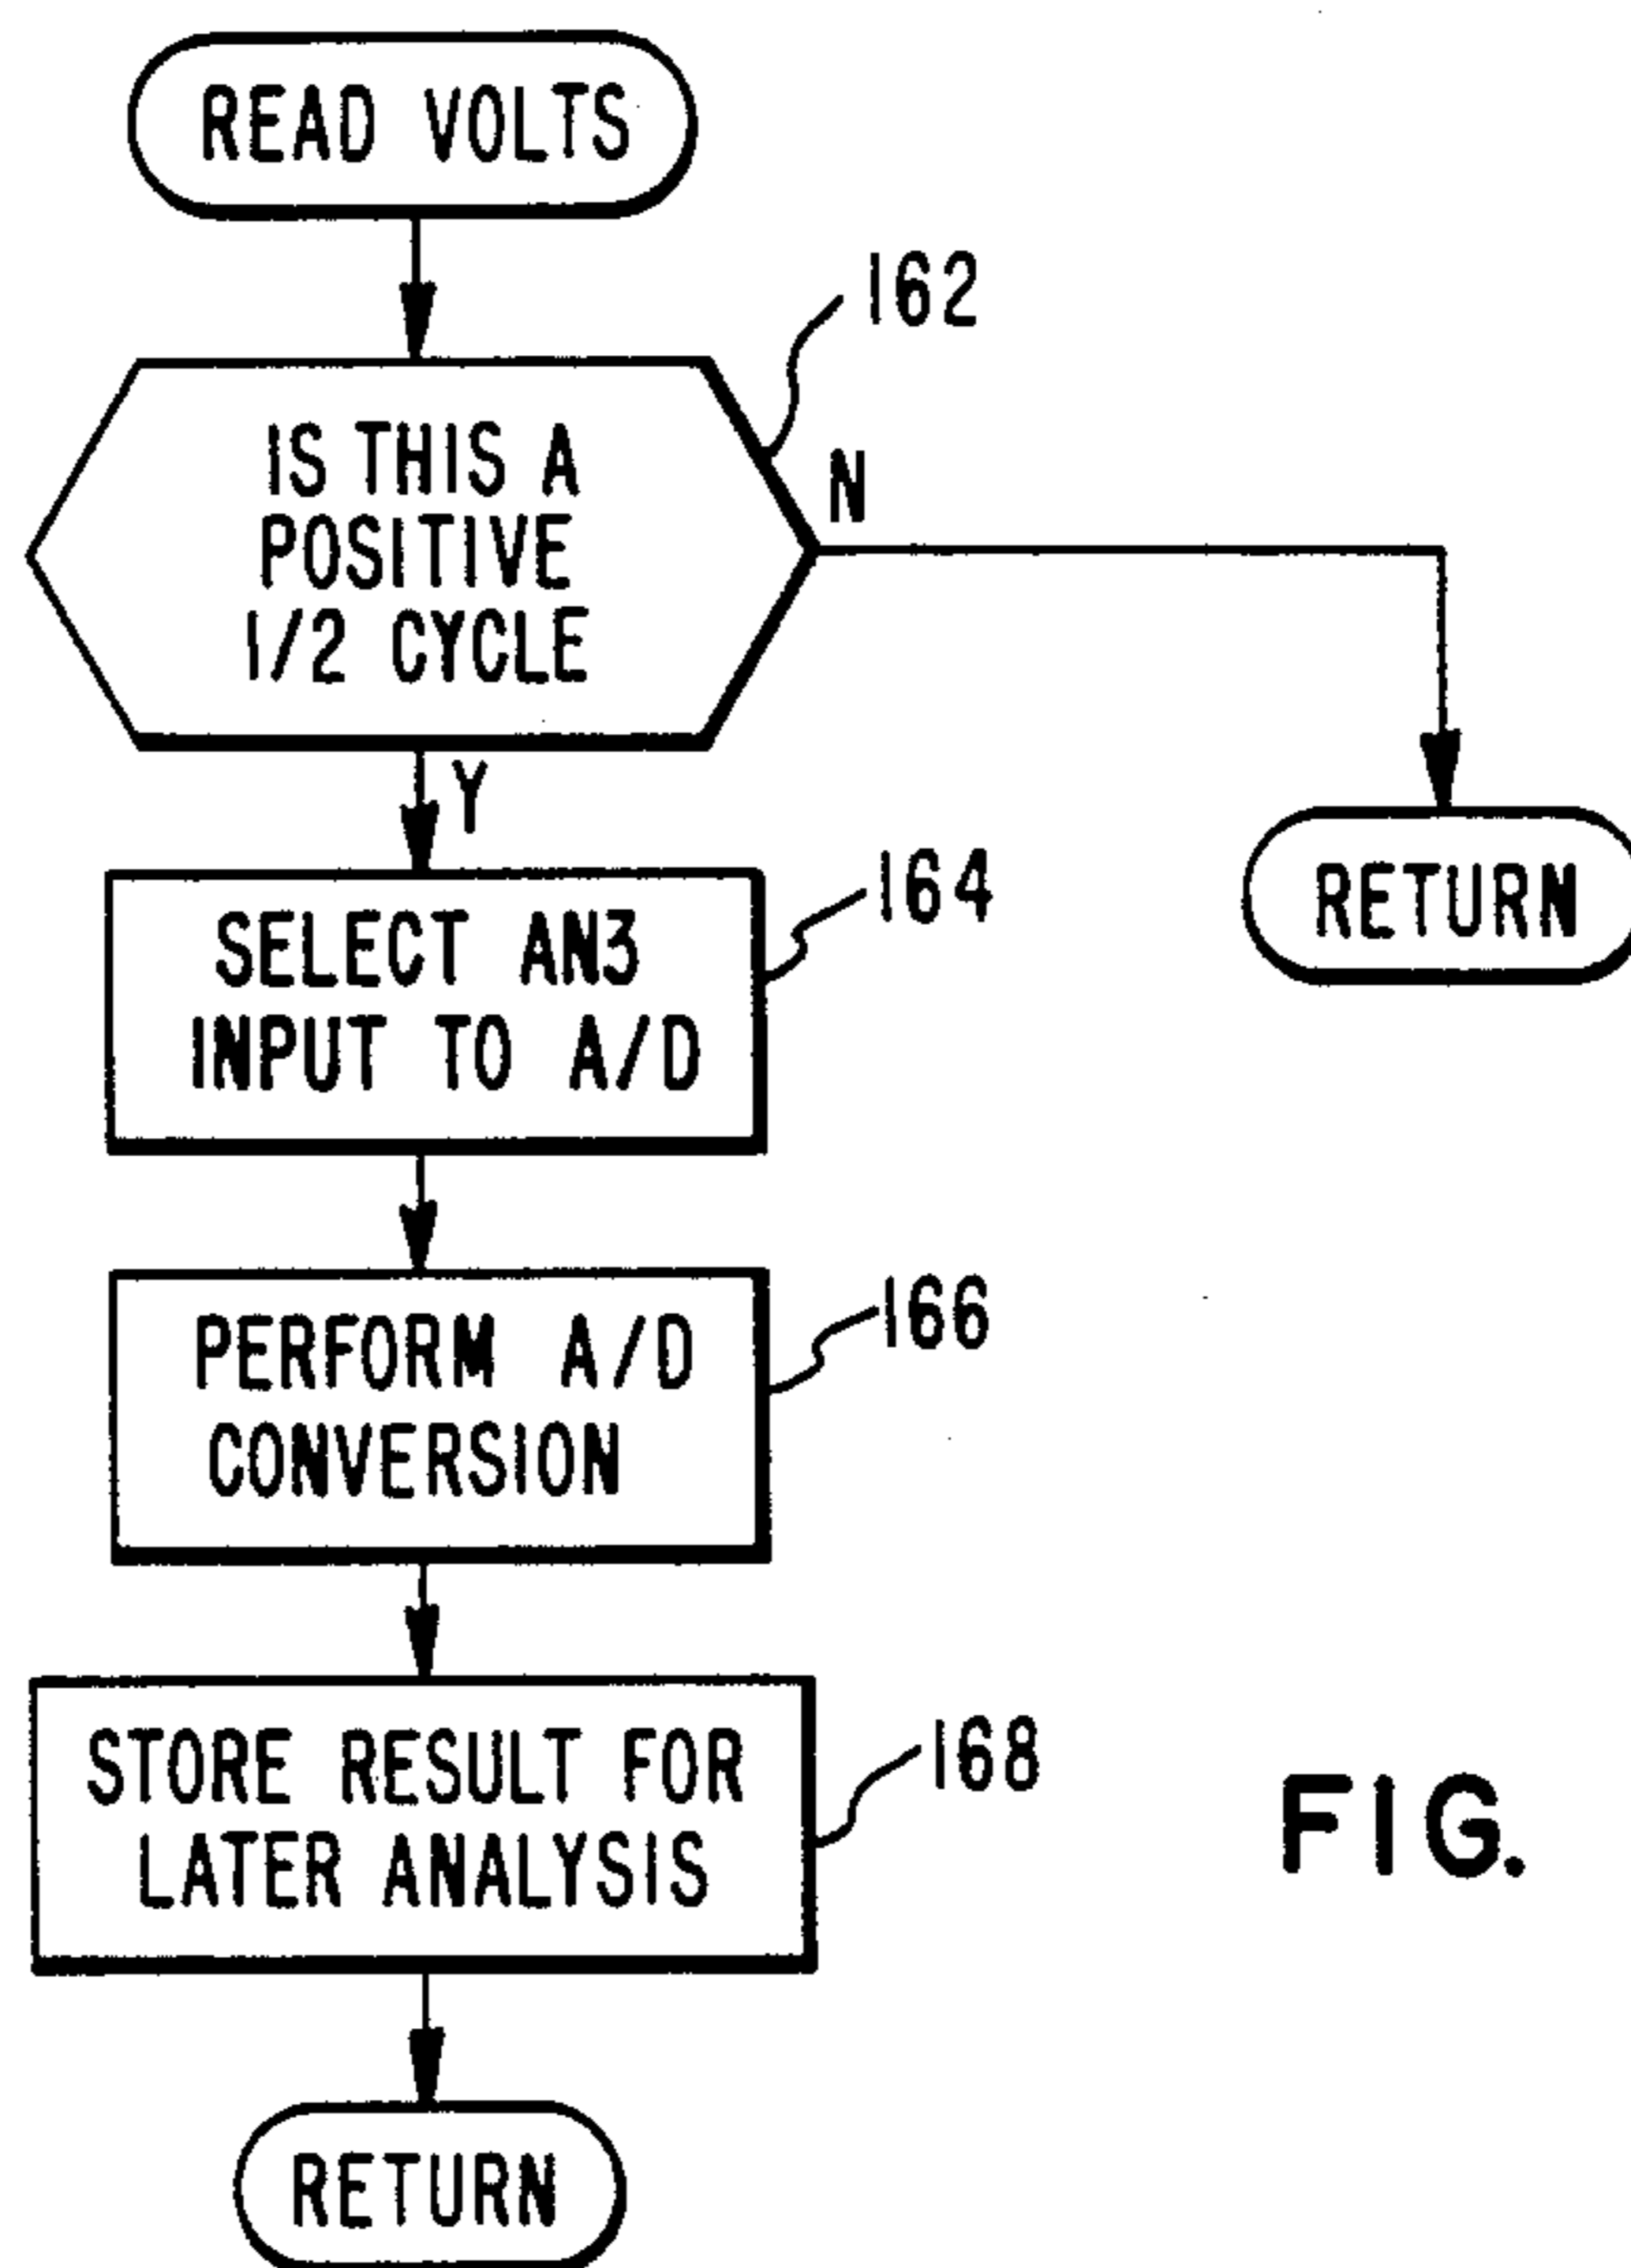 READ VOLTS
162
IS THIS A
POSITIVE
1/2 CYCLE
N
Y
164
SELECT AN3
INPUT TO A/D
RETURN
166
PERFORM A/D
CONVERSION
168
STORE RESULT FOR
LATER ANALYSIS
FIG.
RETURN